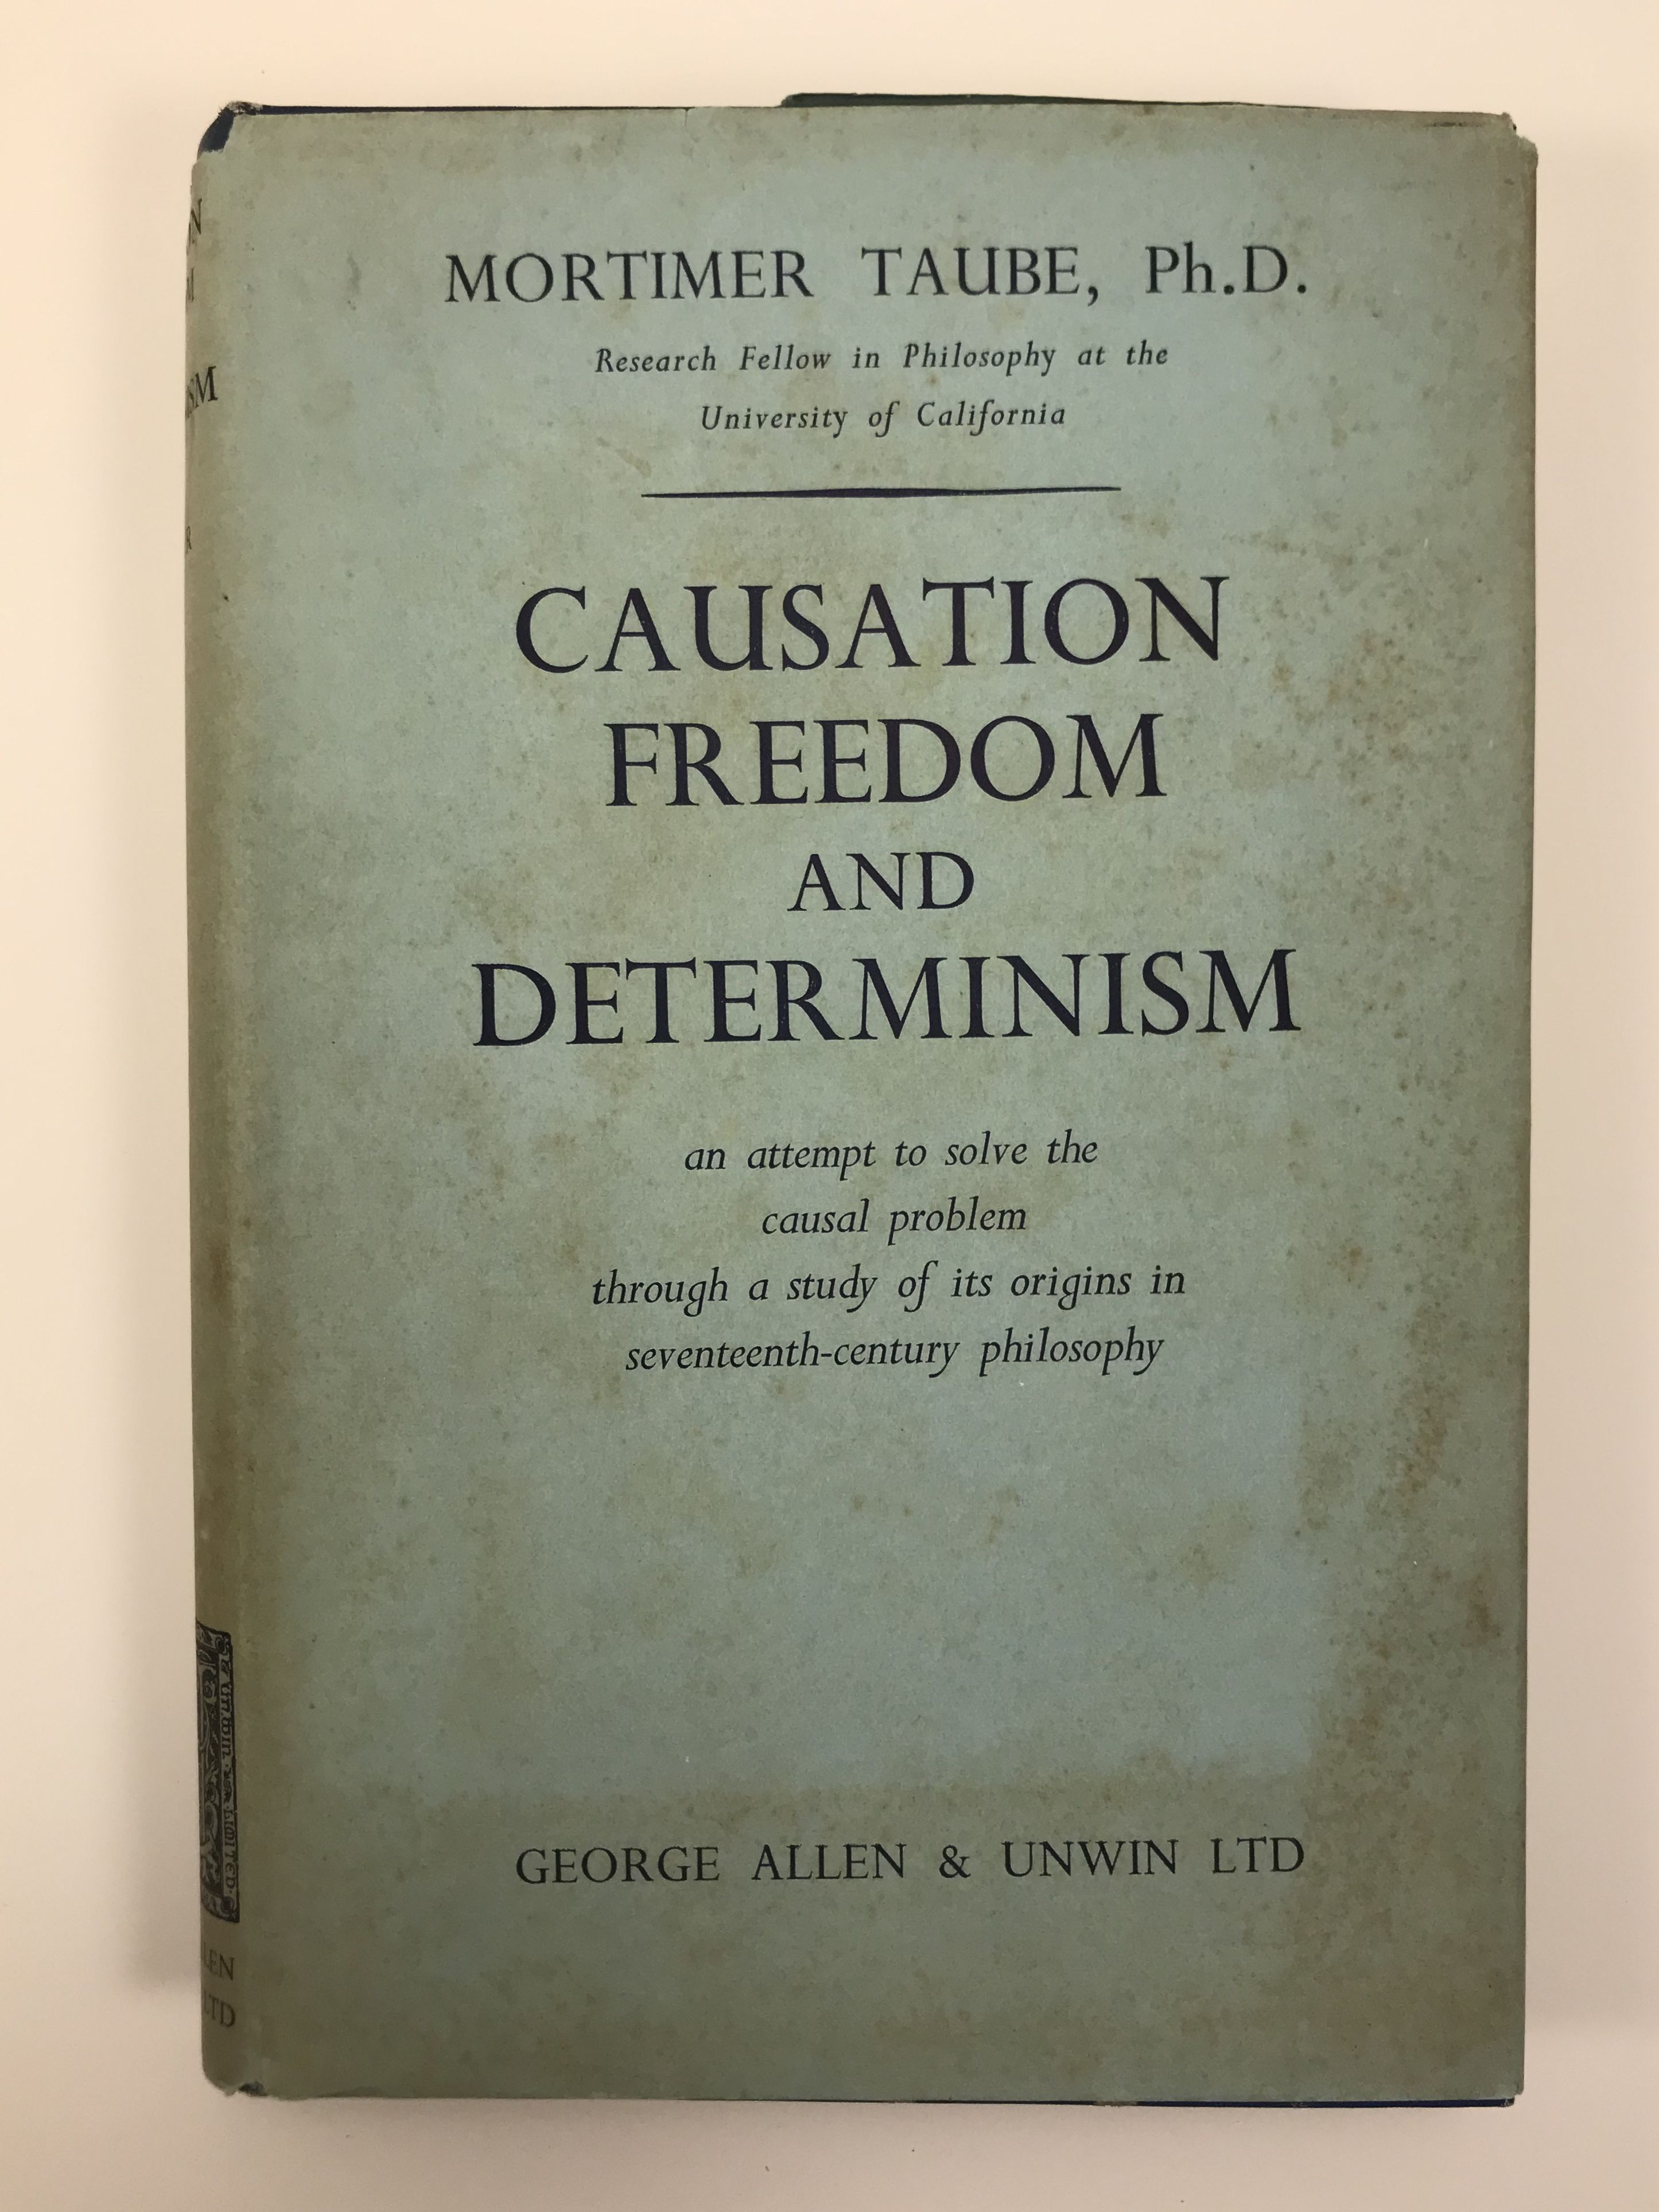 MORTIMER TAUBE, Ph.D.
Research Fellow in Philosophy at the
University of California
CAUSATION
FREEDOM
AND
DETERMINISM
an attempt to solve the
causal problem
through a study of its origins in
seventeenth-century philosophy
GEORGE ALLEN & UNWIN LTD